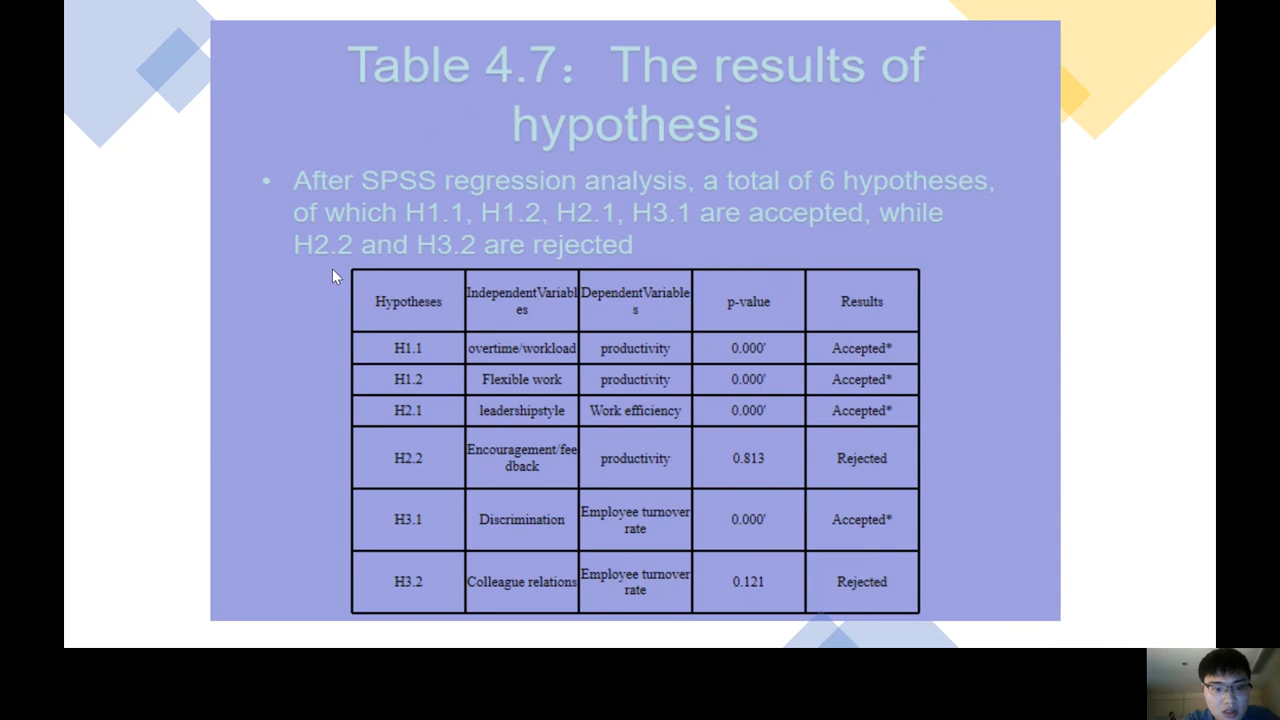 Table 4.7：The results of
hypothesis
• After SPSS regression analysis, a total of 6 hypotheses,
of which H1.1, H1.2, H2.1, H3.1 are accepted, while
H2.2 and H3.2 are rejected
Hypotheses IndependentVariabl es DependentVariable s p-value Results
H1.1 overtime/workload productivity 0.000' Accepted*
H1.2 Flexible work productivity 0.000' Accepted*
H2.1 leadershipstyle Work efficiency 0.000' Accepted*
H2.2 Encouragement/fee dback productivity 0.813 Rejected
H3.1 Discrimination Employee turnover rate 0.000' Accepted*
H3.2 Colleague relations Employee turnover rate 0.121 Rejected